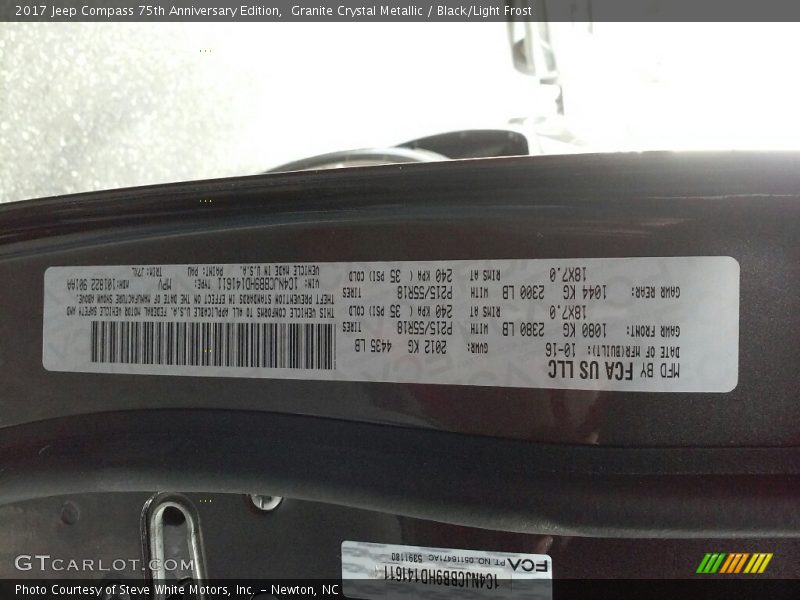 2017 Jeep Compass 75th Anniversary Edition,  Granite Crystal Metallic / Black/Light Frost
MFD BY FCA US LLC
DATE OF MFR(BUILT): 10-16 GVWR: 2012 KG 4435 LB
GAWR FRONT: 1080 KG 2380 LB WITH P215/55R18 TIRES
18X7.0 RIMS AT 240 KPA ( 35 PSI) COLD
GAWR REAR: 1044 KG 2300 LB WITH P215/55R18 TIRES
18X7.0 RIMS AT 240 KPA ( 35 PSI) COLD
THIS VEHICLE CONFORMS TO ALL APPLICABLE U.S.A. FEDERAL MOTOR VEHICLE SAFETY AND
THEFT PREVENTION STANDARDS IN EFFECT ON THE DATE OF MANUFACTURE SHOWN ABOVE.
VIN: 1C4NJCBB9HD141611 TYPE: MPV MDH:101822 901AA
VEHICLE MADE IN U.S.A. PAINT: PAU TRIM: J7XL
FCA PT NO. 05116471AC 5391180
1C4NJCBB9HD141611
GTCARLOT.COM
Photo Courtesy of Steve White Motors, Inc. – Newton, NC